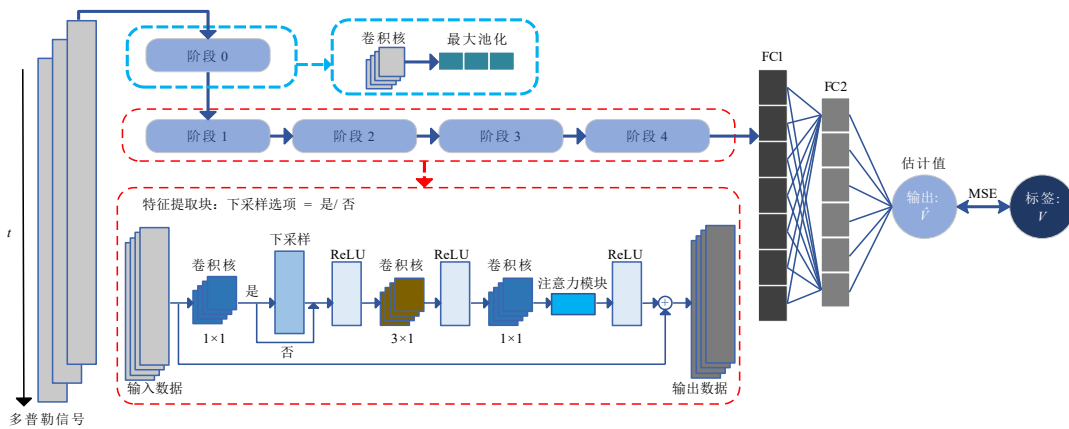 阶段 0
卷积核
最大池化
FC1
FC2
阶段 1
阶段 2
阶段 3
阶段 4
估计值
输出:
V̂
MSE
标签:
V
t
特征提取块: 下采样选项 = 是/否
下采样
卷积核
是
ReLU
卷积核
ReLU
卷积核
注意力模块
ReLU
+
1×1
否
3×1
1×1
输入数据
输出数据
多普勒信号